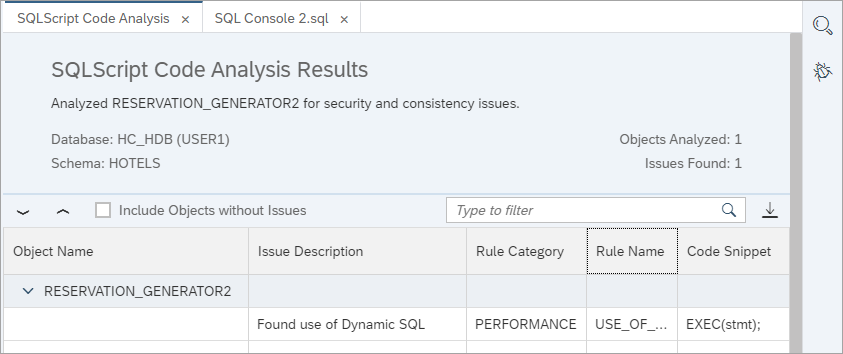 SQLScript Code Analysis × SQL Console 2.sql ×
SQLScript Code Analysis Results
Analyzed RESERVATION_GENERATOR2 for security and consistency issues.
Database: HC_HDB (USER1) Objects Analyzed: 1
Schema: HOTELS Issues Found: 1
Include Objects without Issues Type to filter
Object Name Issue Description Rule Category Rule Name Code Snippet
RESERVATION_GENERATOR2
Found use of Dynamic SQL PERFORMANCE USE_OF_... EXEC(stmt);